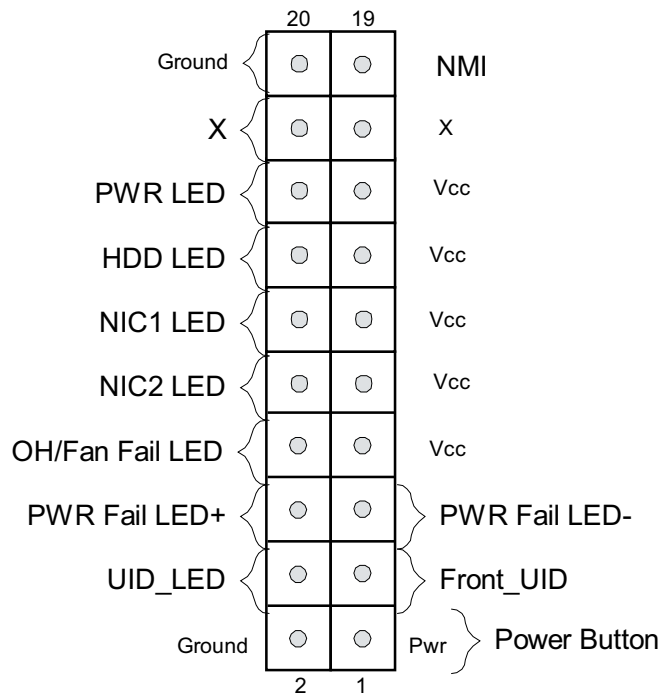 20 19
Ground NMI
X X
PWR LED Vcc
HDD LED Vcc
NIC1 LED Vcc
NIC2 LED Vcc
OH/Fan Fail LED Vcc
PWR Fail LED+ PWR Fail LED-
UID_LED Front_UID
Ground Pwr Power Button
2 1